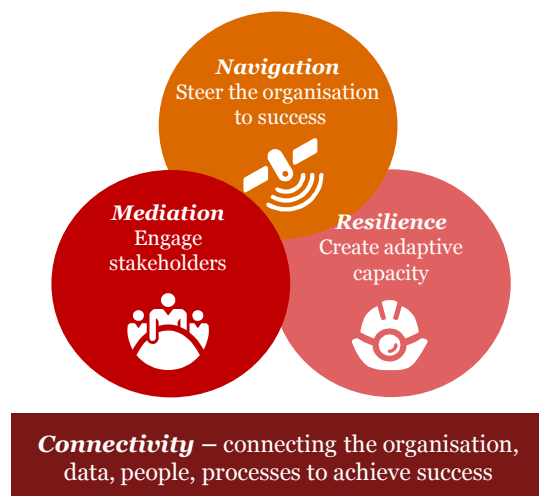 Navigation
Steer the organisation
to success
Mediation
Engage
stakeholders
Resilience
Create adaptive
capacity
Connectivity – connecting the organisation,
data, people, processes to achieve success